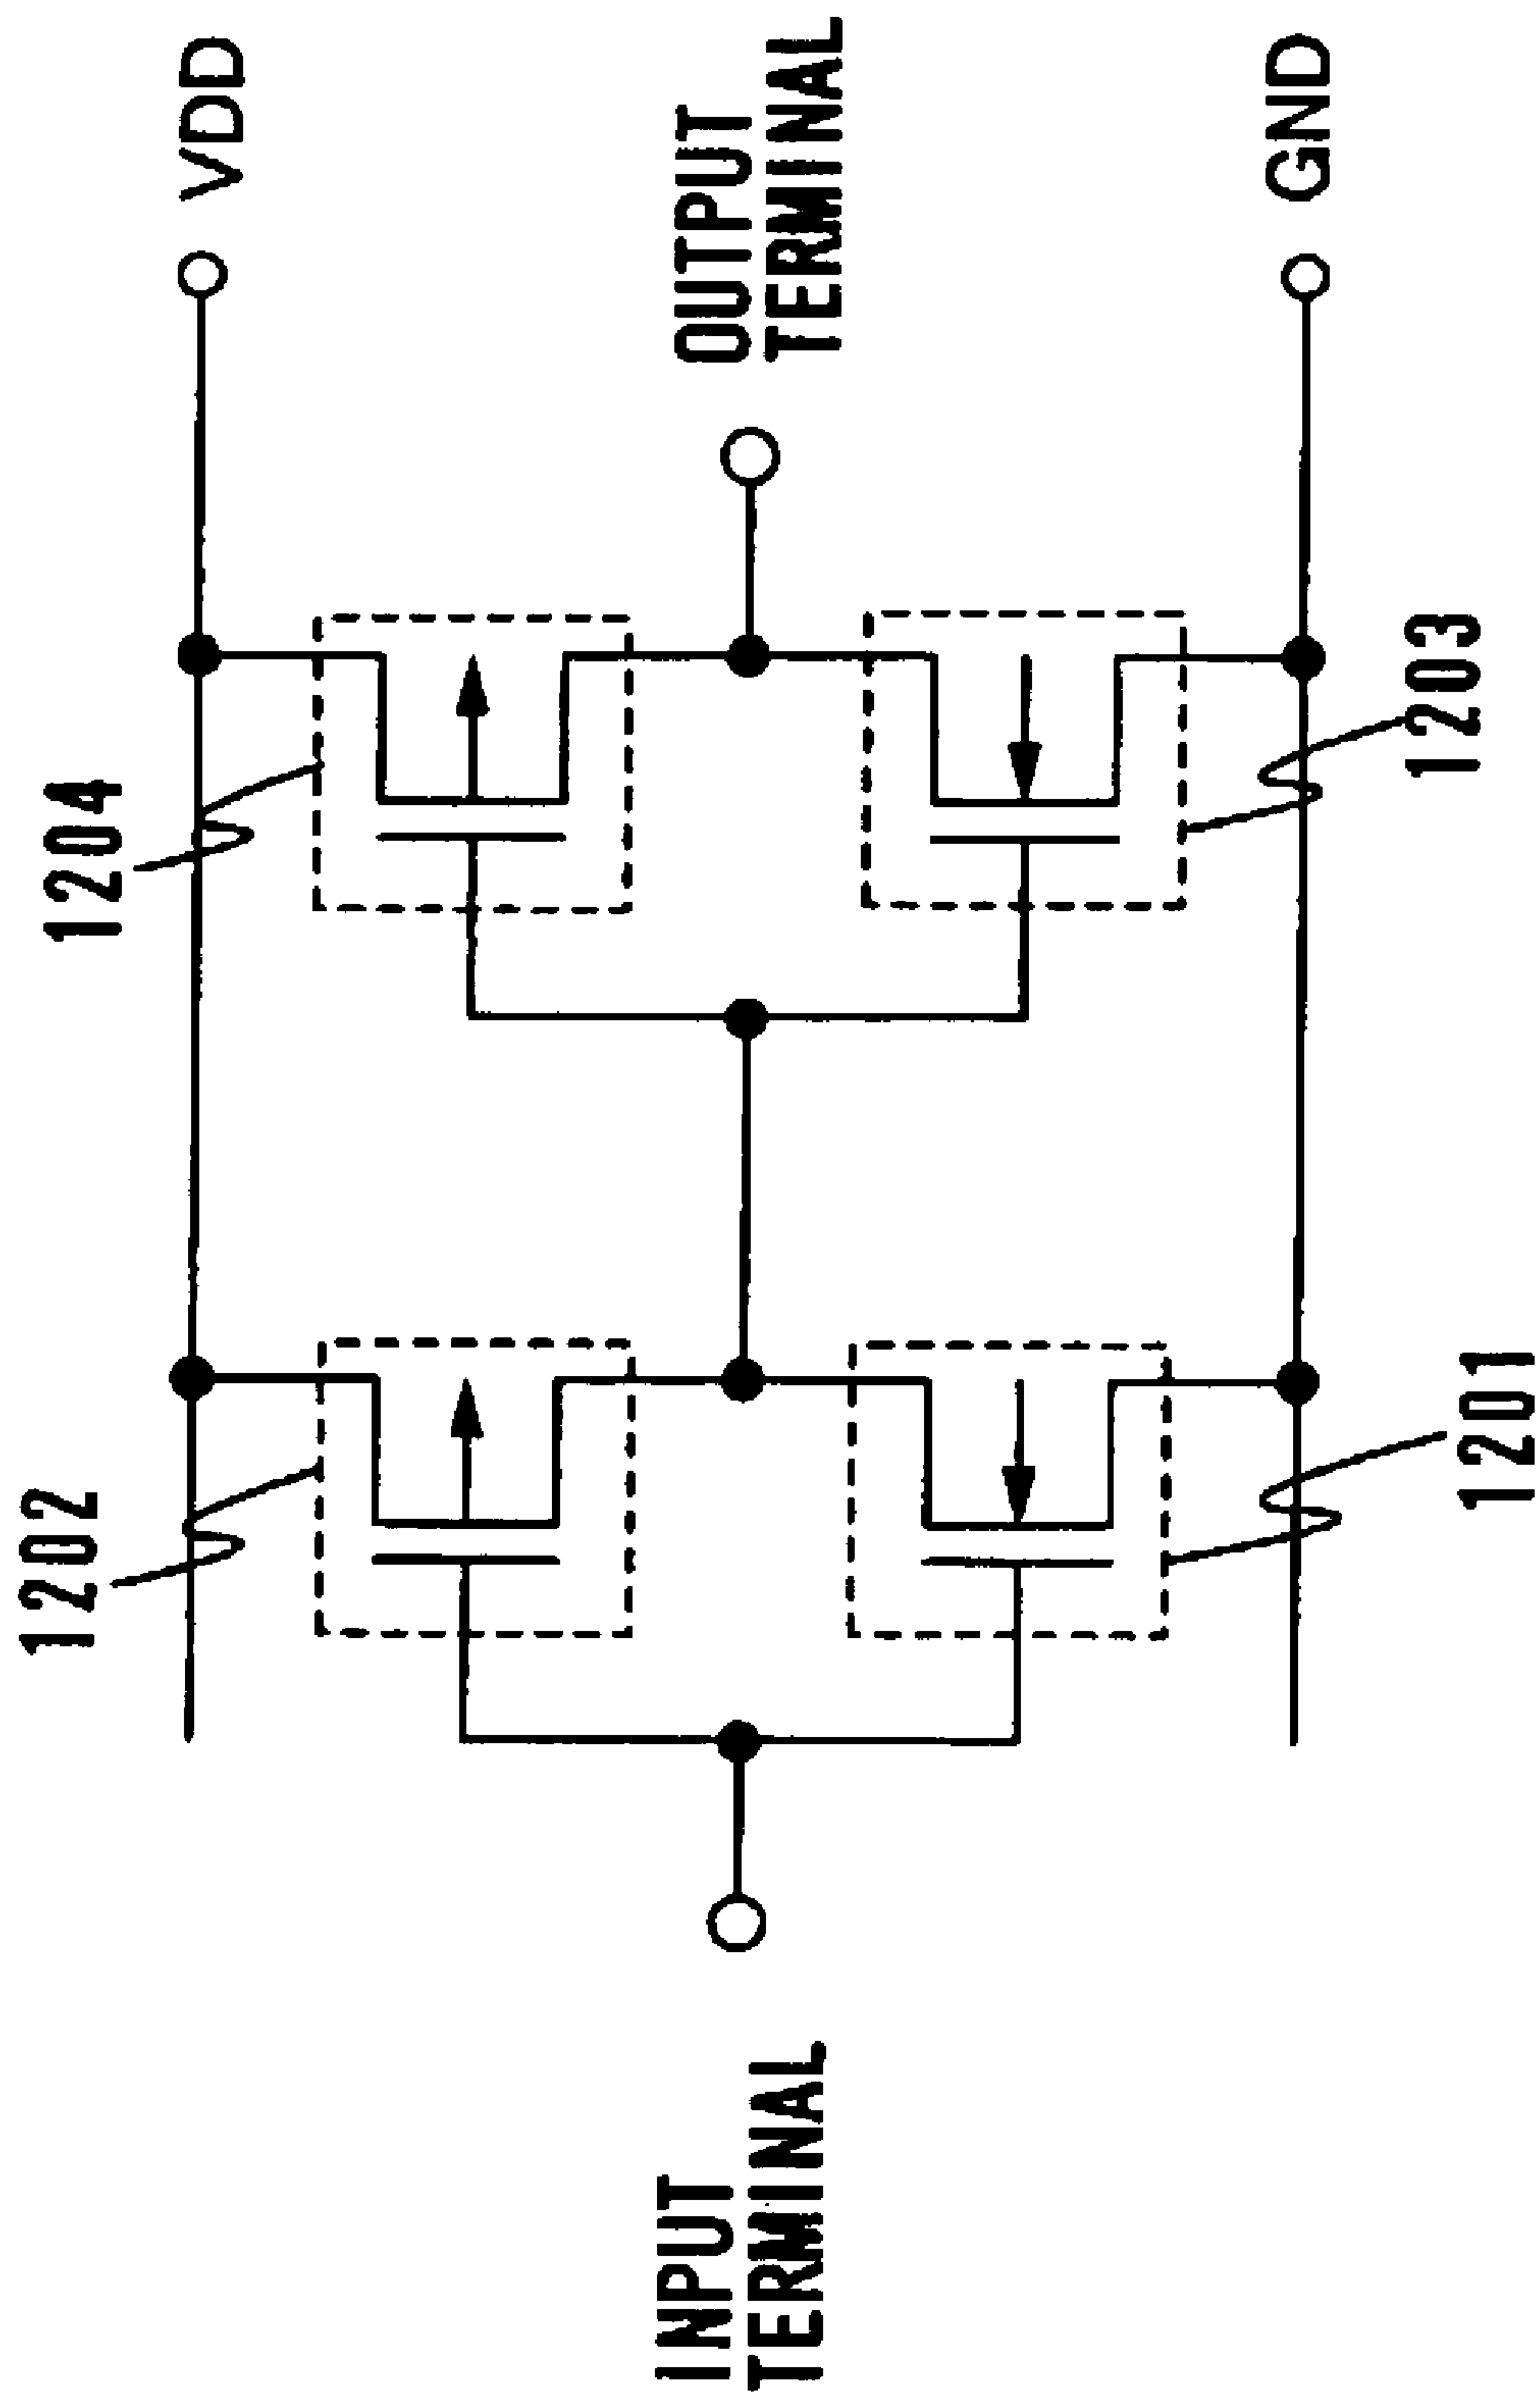 1202
1204
VDD
INPUT
TERMINAL
OUTPUT
TERMINAL
1201
1203
GND